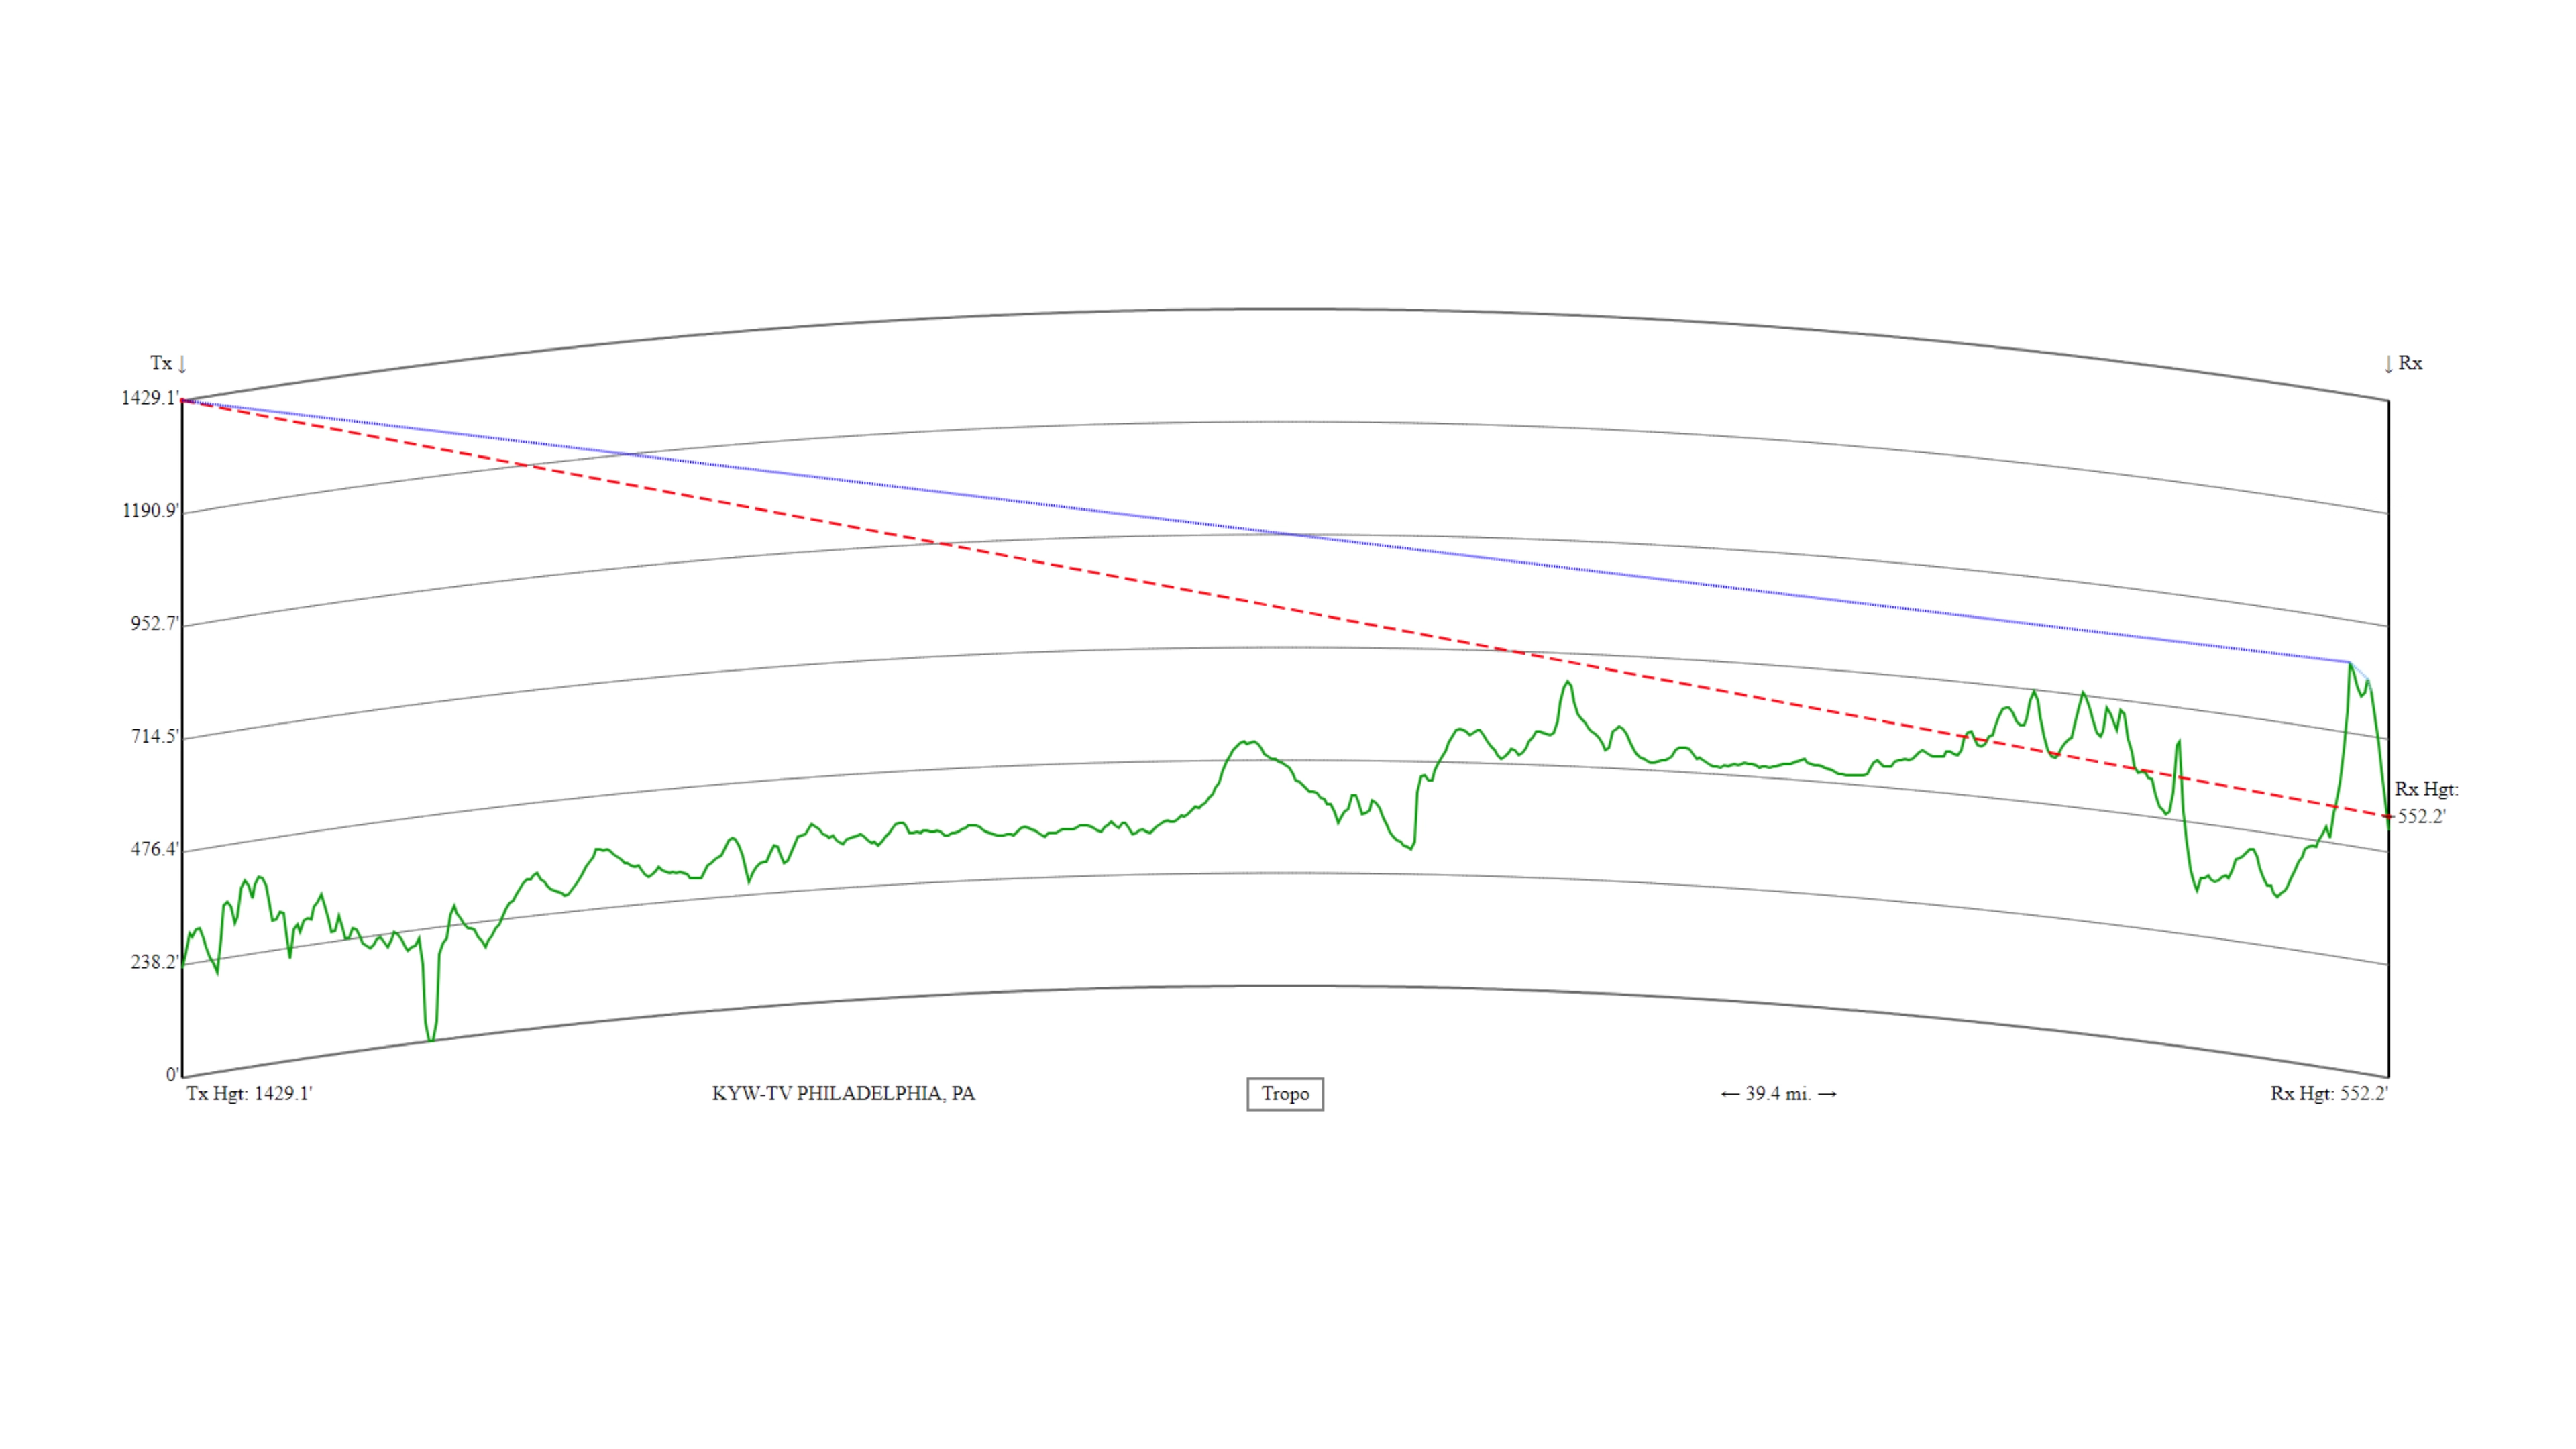 Tx ↓
↓ Rx
1429.1'
1190.9'
952.7'
714.5'
Rx Hgt:
552.2'
476.4'
238.2'
0'
Tx Hgt: 1429.1'
KYW-TV PHILADELPHIA, PA
Tropo
← 39.4 mi. →
Rx Hgt: 552.2'